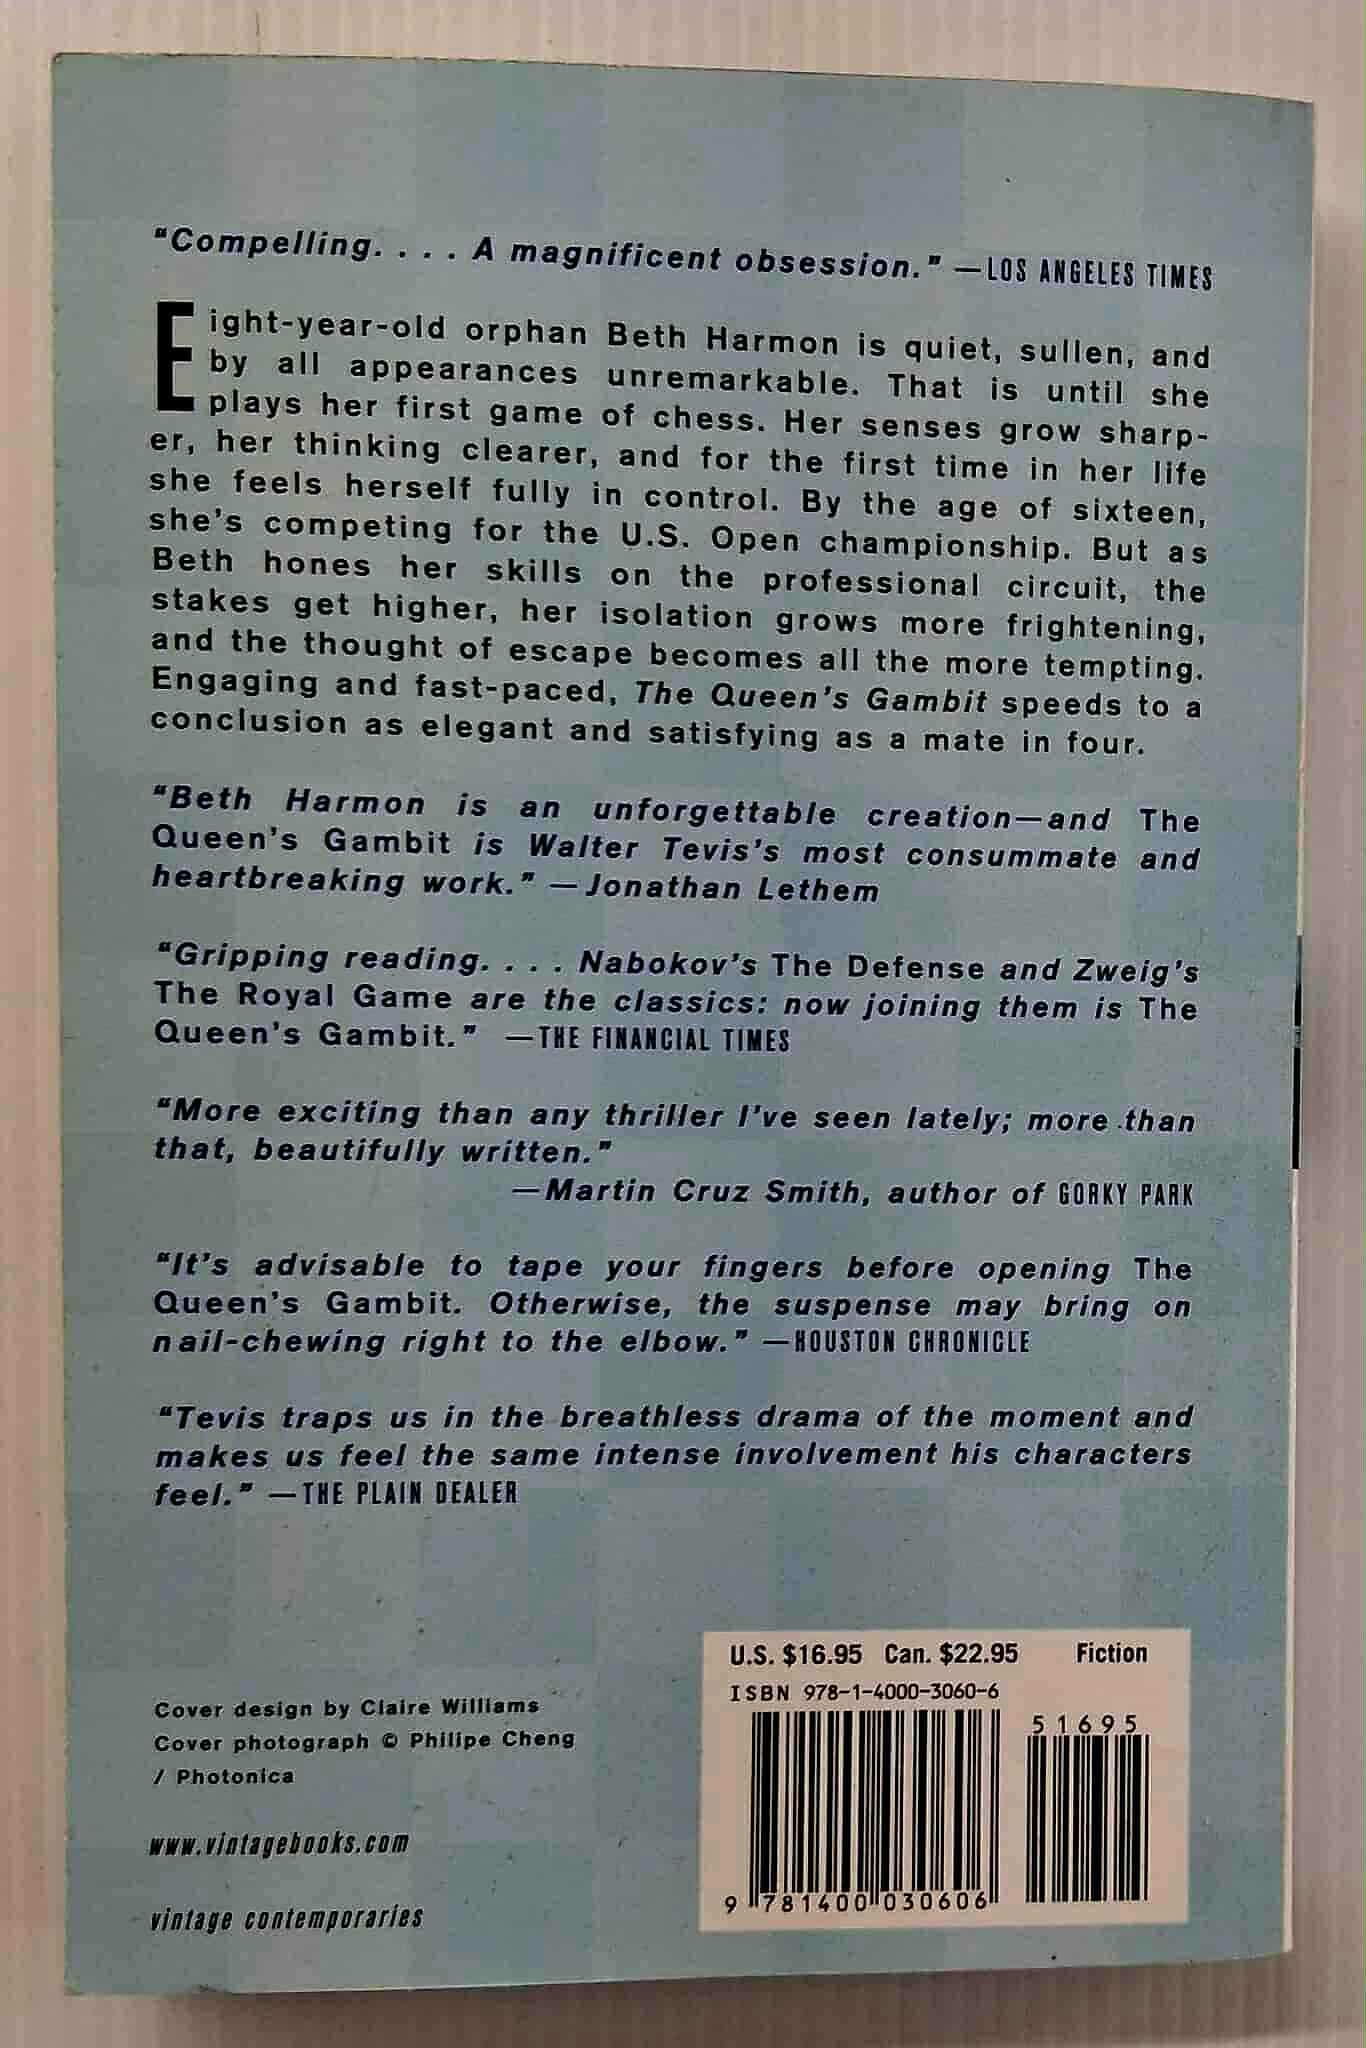 "Compelling. . . . A magnificent obsession." —LOS ANGELES TIMES
Eight-year-old orphan Beth Harmon is quiet, sullen, and
by all appearances unremarkable. That is until she
plays her first game of chess. Her senses grow sharp-
er, her thinking clearer, and for the first time in her life
she feels herself fully in control. By the age of sixteen,
she's competing for the U.S. Open championship. But as
Beth hones her skills on the professional circuit, the
stakes get higher, her isolation grows more frightening,
and the thought of escape becomes all the more tempting.
Engaging and fast-paced, The Queen's Gambit speeds to a
conclusion as elegant and satisfying as a mate in four.
"Beth Harmon is an unforgettable creation—and The
Queen's Gambit is Walter Tevis's most consummate and
heartbreaking work." —Jonathan Lethem
"Gripping reading. . . . Nabokov's The Defense and Zweig's
The Royal Game are the classics: now joining them is The
Queen's Gambit." —THE FINANCIAL TIMES
"More exciting than any thriller I've seen lately; more than
that, beautifully written."
—Martin Cruz Smith, author of GORKY PARK
"It's advisable to tape your fingers before opening The
Queen's Gambit. Otherwise, the suspense may bring on
nail-chewing right to the elbow." —HOUSTON CHRONICLE
"Tevis traps us in the breathless drama of the moment and
makes us feel the same intense involvement his characters
feel." —THE PLAIN DEALER
Cover design by Claire Williams
Cover photograph © Philipe Cheng
/ Photonica
www.vintagebooks.com
vintage contemporaries
U.S. $16.95 Can. $22.95 Fiction
ISBN 978-1-4000-3060-6
51695
9 781400 030606